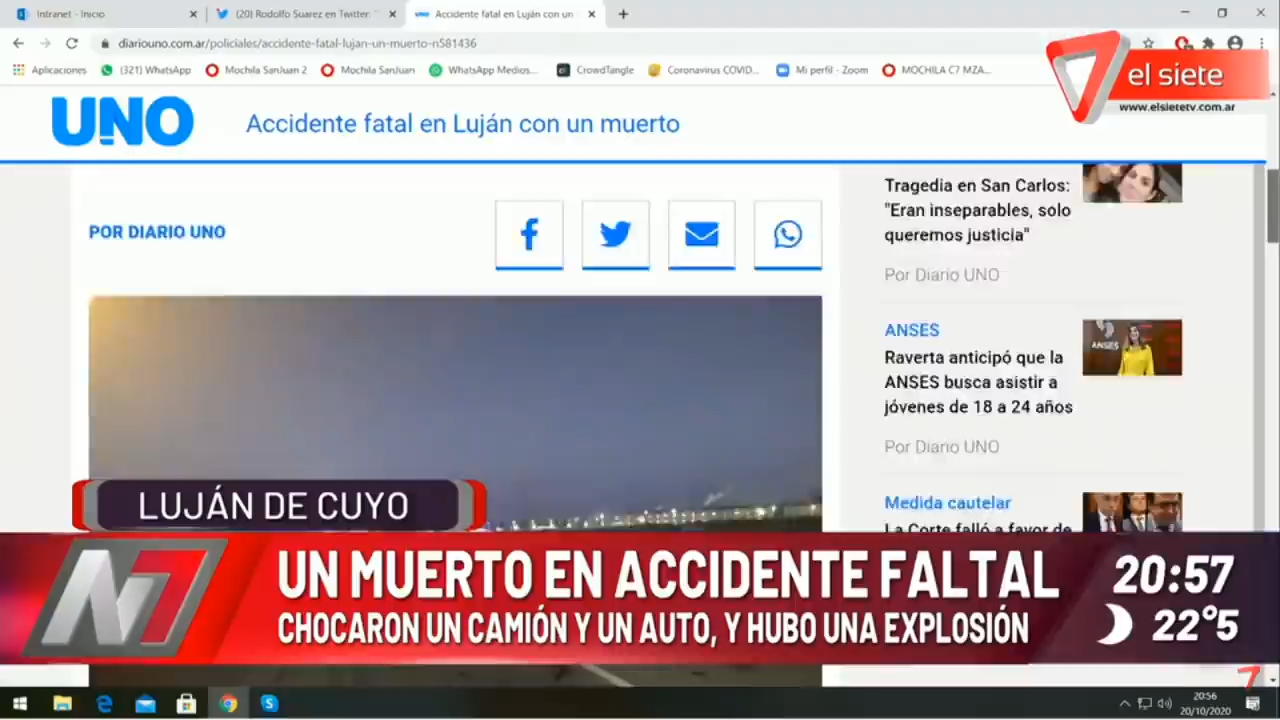 Intranet - Inicio
(20) Rodolfo Suarez en Twitter: "
Accidente fatal en Luján con un
diariouno.com.ar/policiales/accidente-fatal-lujan-un-muerto-n581436
Aplicaciones
(321) WhatsApp
Mochila SanJuan 2
Mochila SanJuan
WhatsApp Medios...
CrowdTangle
Coronavirus COVID...
Mi perfil - Zoom
MOCHILA C7 MZA...
el siete
www.elsietetv.com.ar
UNO
Accidente fatal en Luján con un muerto
POR DIARIO UNO
Tragedia en San Carlos:
"Eran inseparables, solo
queremos justicia"
Por Diario UNO
ANSES
Raverta anticipó que la
ANSES busca asistir a
jóvenes de 18 a 24 años
Por Diario UNO
ANSES
Medida cautelar
La Corte falló a favor de
LUJÁN DE CUYO
N7
UN MUERTO EN ACCIDENTE FALTAL
CHOCARON UN CAMIÓN Y UN AUTO, Y HUBO UNA EXPLOSIÓN
20:57
22°5
20:56
20/10/2020